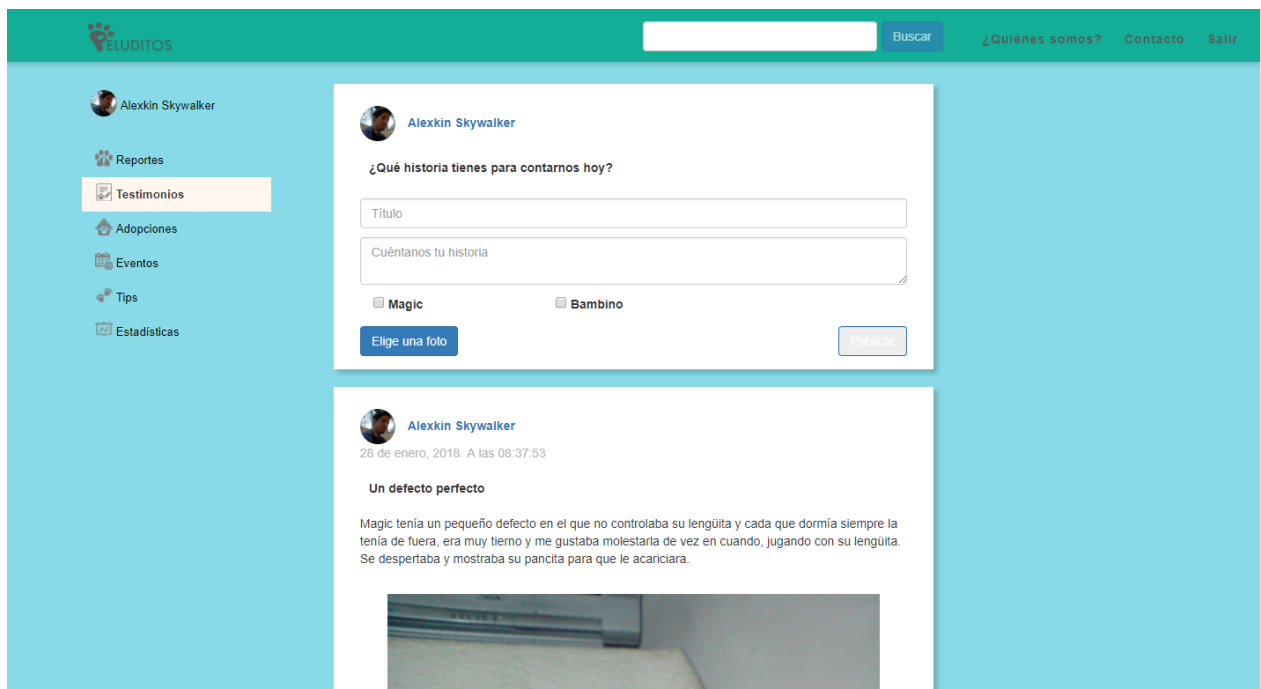 PELUDITOS
Buscar
¿Quiénes somos?
Contacto
Salir
Alexkin Skywalker
Reportes
Testimonios
Adopciones
Eventos
Tips
Estadísticas
Alexkin Skywalker
¿Qué historia tienes para contarnos hoy?
Título
Cuéntanos tu historia
Magic
Bambino
Elige una foto
Publicar
Alexkin Skywalker
28 de enero, 2018. A las 08:37:53
Un defecto perfecto
Magic tenía un pequeño defecto en el que no controlaba su lengüita y cada que dormía siempre la
tenía de fuera, era muy tierno y me gustaba molestarla de vez en cuando, jugando con su lengüita.
Se despertaba y mostraba su pancita para que le acariciara.